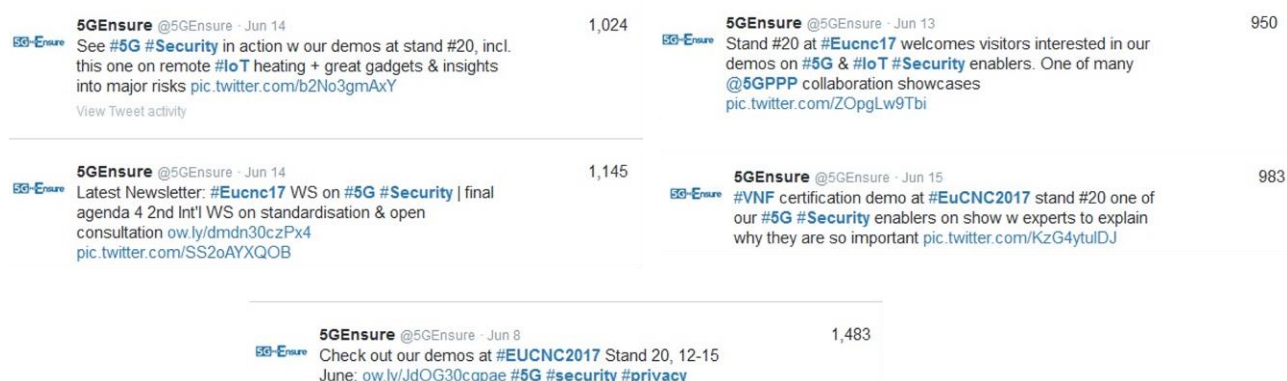 5GEnsure @5GEnsure · Jun 14 1,024
5G-Ensure
See #5G #Security in action w our demos at stand #20, incl.
this one on remote #IoT heating + great gadgets & insights
into major risks pic.twitter.com/b2No3gmAxY
View Tweet activity
5GEnsure @5GEnsure · Jun 13 950
5G-Ensure
Stand #20 at #Eucnc17 welcomes visitors interested in our
demos on #5G & #IoT #Security enablers. One of many
@5GPPP collaboration showcases
pic.twitter.com/ZOpgLw9Tbi
5GEnsure @5GEnsure · Jun 14 1,145
5G-Ensure
Latest Newsletter: #Eucnc17 WS on #5G #Security | final
agenda 4 2nd Int'l WS on standardisation & open
consultation ow.ly/dmdn30czPx4
pic.twitter.com/SS2oAYXQOB
5GEnsure @5GEnsure · Jun 15 983
5G-Ensure
#VNF certification demo at #EuCNC2017 stand #20 one of
our #5G #Security enablers on show w experts to explain
why they are so important pic.twitter.com/KzG4ytulDJ
5GEnsure @5GEnsure · Jun 8 1,483
5G-Ensure
Check out our demos at #EUCNC2017 Stand 20, 12-15
June: ow.ly/JdOG30cqpae #5G #security #privacy